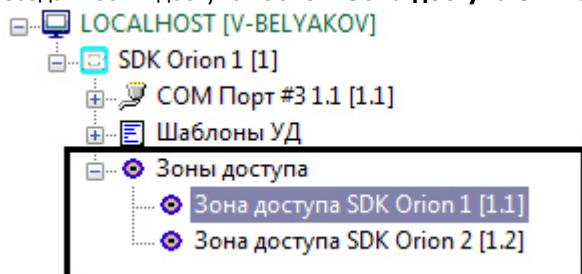 LOCALHOST [V-BELYAKOV]
SDK Orion 1 [1]
COM Порт #3 1.1 [1.1]
Шаблоны УД
Зоны доступа
Зона доступа SDK Orion 1 [1.1]
Зона доступа SDK Orion 2 [1.2]